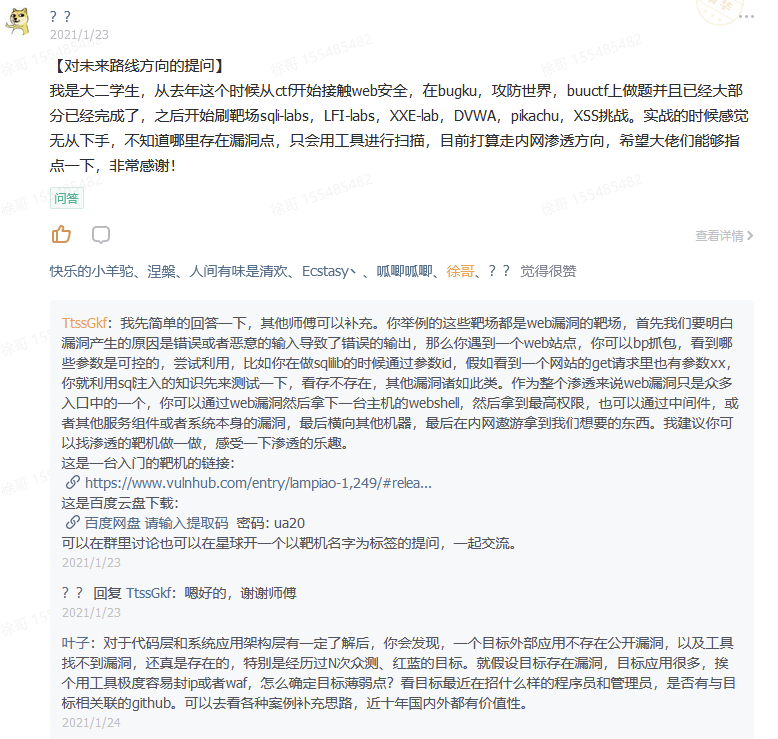 ？？
2021/1/23
【对未来路线方向的提问】
我是大二学生，从去年这个时候从ctf开始接触web安全，在bugku，攻防世界，buuctf上做题并且已经大部
分已经完成了，之后开始刷靶场sqli-labs，LFI-labs，XXE-lab，DVWA，pikachu，XSS挑战。实战的时候感觉
无从下手，不知道哪里存在漏洞点，只会用工具进行扫描，目前打算走内网渗透方向，希望大佬们能够指
点一下，非常感谢！
问答
查看详情
快乐的小羊驼、涅槃、人间有味是清欢、Ecstasy丶、呱唧呱唧、徐哥、？？ 觉得很赞
TtssGkf：我先简单的回答一下，其他师傅可以补充。你举例的这些靶场都是web漏洞的靶场，首先我们要明白
漏洞产生的原因是错误或者恶意的输入导致了错误的输出，那么你遇到一个web站点，你可以bp抓包，看到哪
些参数是可控的，尝试利用，比如你在做sqlilib的时候通过参数id，假如看到一个网站的get请求里也有参数xx，
你就利用sql注入的知识先来测试一下，看存不存在，其他漏洞诸如此类。作为整个渗透来说web漏洞只是众多
入口中的一个，你可以通过web漏洞然后拿下一台主机的webshell，然后拿到最高权限，也可以通过中间件，或
者其他服务组件或者系统本身的漏洞，最后横向其他机器，最后在内网遨游拿到我们想要的东西。我建议你可
以找渗透的靶机做一做，感受一下渗透的乐趣。
这是一台入门的靶机的链接：
https://www.vulnhub.com/entry/lampiao-1,249/#relea...
这是百度云盘下载：
百度网盘 请输入提取码 密码: ua20
可以在群里讨论也可以在星球开一个以靶机名字为标签的提问，一起交流。
2021/1/23
？？ 回复 TtssGkf：嗯好的，谢谢师傅
2021/1/23
叶子：对于代码层和系统应用架构层有一定了解后，你会发现，一个目标外部应用不存在公开漏洞，以及工具
找不到漏洞，还真是存在的，特别是经历过N次众测、红蓝的目标。就假设目标存在漏洞，目标应用很多，挨
个用工具极度容易封ip或者waf，怎么确定目标薄弱点？看目标最近在招什么样的程序员和管理员，是否有与目
标相关联的github。可以去看各种案例补充思路，近十年国内外都有价值性。
2021/1/24
徐哥 155485482